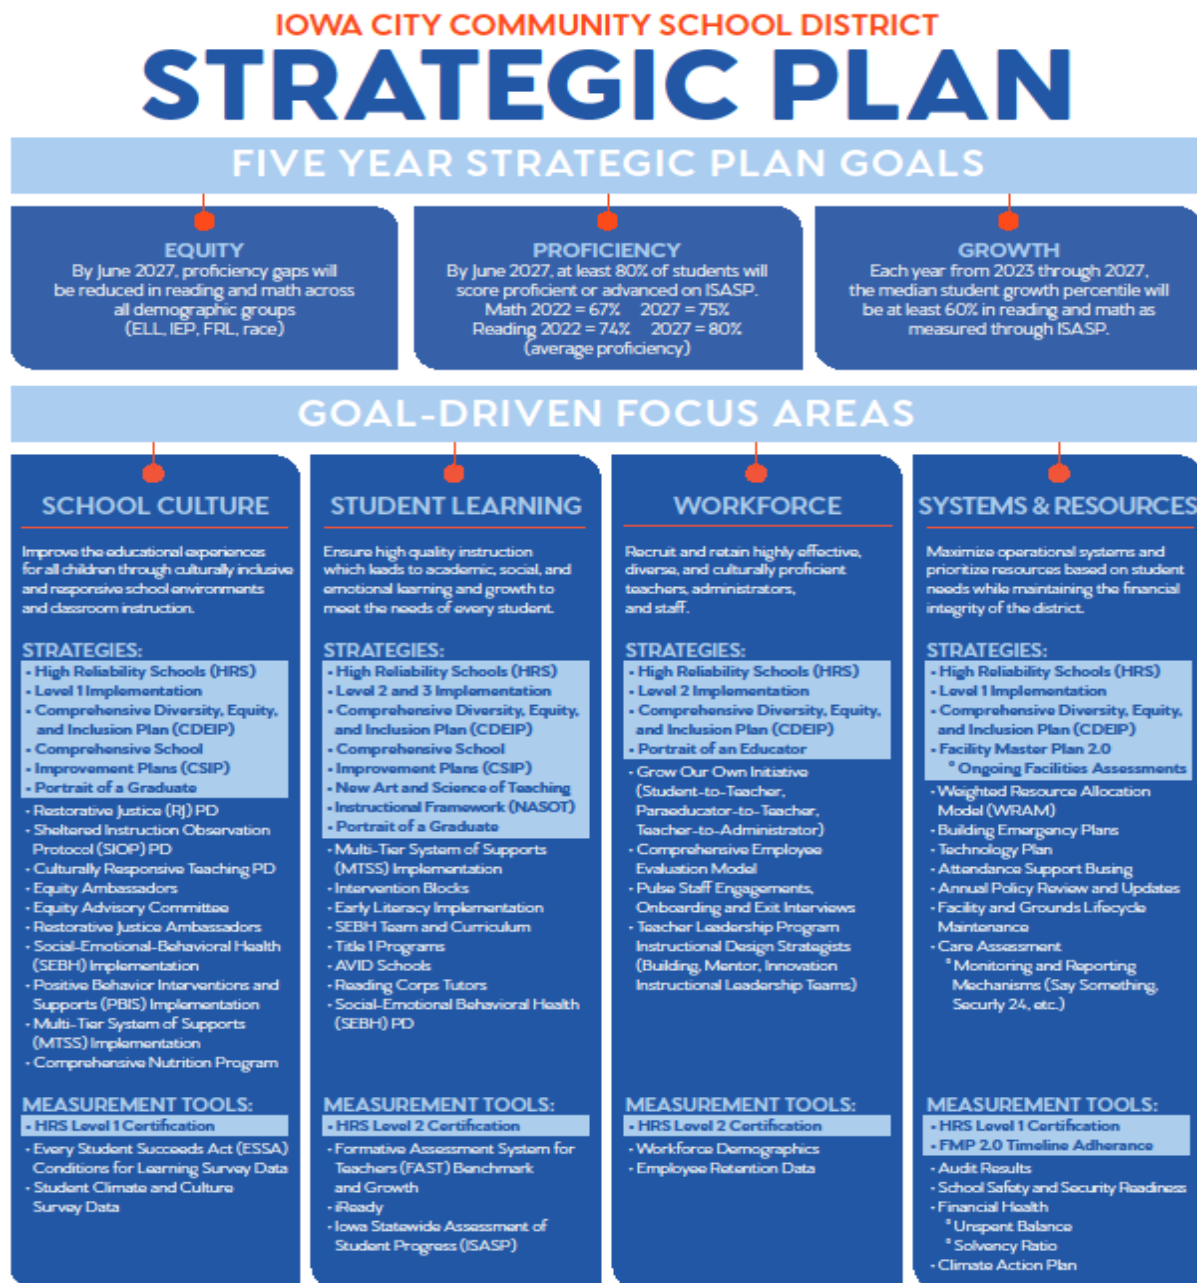 IOWA CITY COMMUNITY SCHOOL DISTRICT
STRATEGIC PLAN
FIVE YEAR STRATEGIC PLAN GOALS
EQUITY
By June 2027, proficiency gaps will
be reduced in reading and math across
all demographic groups
(ELL, IEP, FRL, race)
PROFICIENCY
By June 2027, at least 80% of students will
score proficient or advanced on ISASP.
Math 2022 = 67% 2027 = 75%
Reading 2022 = 74% 2027 = 80%
(average proficiency)
GROWTH
Each year from 2023 through 2027,
the median student growth percentile will
be at least 60% in reading and math as
measured through ISASP.
GOAL-DRIVEN FOCUS AREAS
SCHOOL CULTURE
Improve the educational experiences
for all children through culturally inclusive
and responsive school environments
and classroom instruction.
STRATEGIES:
• High Reliability Schools (HRS)
• Level 1 Implementation
• Comprehensive Diversity, Equity,
and Inclusion Plan (CDEIP)
• Comprehensive School
• Improvement Plans (CSIP)
• Portrait of a Graduate
• Restorative Justice (RJ) PD
• Sheltered Instruction Observation
Protocol (SIOP) PD
• Culturally Responsive Teaching PD
• Equity Ambassadors
• Equity Advisory Committee
• Restorative Justice Ambassadors
• Social-Emotional-Behavioral Health
(SEBH) Implementation
• Positive Behavior Interventions and
Supports (PBIS) Implementation
• Multi-Tier System of Supports
(MTSS) Implementation
• Comprehensive Nutrition Program
MEASUREMENT TOOLS:
• HRS Level 1 Certification
• Every Student Succeeds Act (ESSA)
Conditions for Learning Survey Data
• Student Climate and Culture
Survey Data
STUDENT LEARNING
Ensure high quality instruction
which leads to academic, social, and
emotional learning and growth to
meet the needs of every student.
STRATEGIES:
• High Reliability Schools (HRS)
• Level 2 and 3 Implementation
• Comprehensive Diversity, Equity,
and Inclusion Plan (CDEIP)
• Comprehensive School
• Improvement Plans (CSIP)
• New Art and Science of Teaching
• Instructional Framework (NASOT)
• Portrait of a Graduate
• Multi-Tier System of Supports
(MTSS) Implementation
• Intervention Blocks
• Early Literacy Implementation
• SEBH Team and Curriculum
• Title 1 Programs
• AVID Schools
• Reading Corps Tutors
• Social-Emotional Behavioral Health
(SEBH) PD
MEASUREMENT TOOLS:
• HRS Level 2 Certification
• Formative Assessment System for
Teachers (FAST) Benchmark
and Growth
• iReady
• Iowa Statewide Assessment of
Student Progress (ISASP)
WORKFORCE
Recruit and retain highly effective,
diverse, and culturally proficient
teachers, administrators,
and staff.
STRATEGIES:
• High Reliability Schools (HRS)
• Level 2 Implementation
• Comprehensive Diversity, Equity,
and Inclusion Plan (CDEIP)
• Portrait of an Educator
• Grow Our Own Initiative
(Student-to-Teacher,
Paraeducator-to-Teacher,
Teacher-to-Administrator)
• Comprehensive Employee
Evaluation Model
• Pulse Staff Engagements,
Onboarding and Exit Interviews
• Teacher Leadership Program
Instructional Design Strategists
(Building, Mentor, Innovation
Instructional Leadership Teams)
MEASUREMENT TOOLS:
• HRS Level 2 Certification
• Workforce Demographics
• Employee Retention Data
SYSTEMS & RESOURCES
Maximize operational systems and
prioritize resources based on student
needs while maintaining the financial
integrity of the district.
STRATEGIES:
• High Reliability Schools (HRS)
• Level 1 Implementation
• Comprehensive Diversity, Equity,
and Inclusion Plan (CDEIP)
• Facility Master Plan 2.0
° Ongoing Facilities Assessments
• Weighted Resource Allocation
Model (WRAM)
• Building Emergency Plans
• Technology Plan
• Attendance Support Busing
• Annual Policy Review and Updates
• Facility and Grounds Lifecycle
Maintenance
• Care Assessment
° Monitoring and Reporting
Mechanisms (Say Something,
Securly 24, etc.)
MEASUREMENT TOOLS:
• HRS Level 1 Certification
• FMP 2.0 Timeline Adherance
• Audit Results
• School Safety and Security Readiness
• Financial Health
° Unspent Balance
° Solvency Ratio
• Climate Action Plan